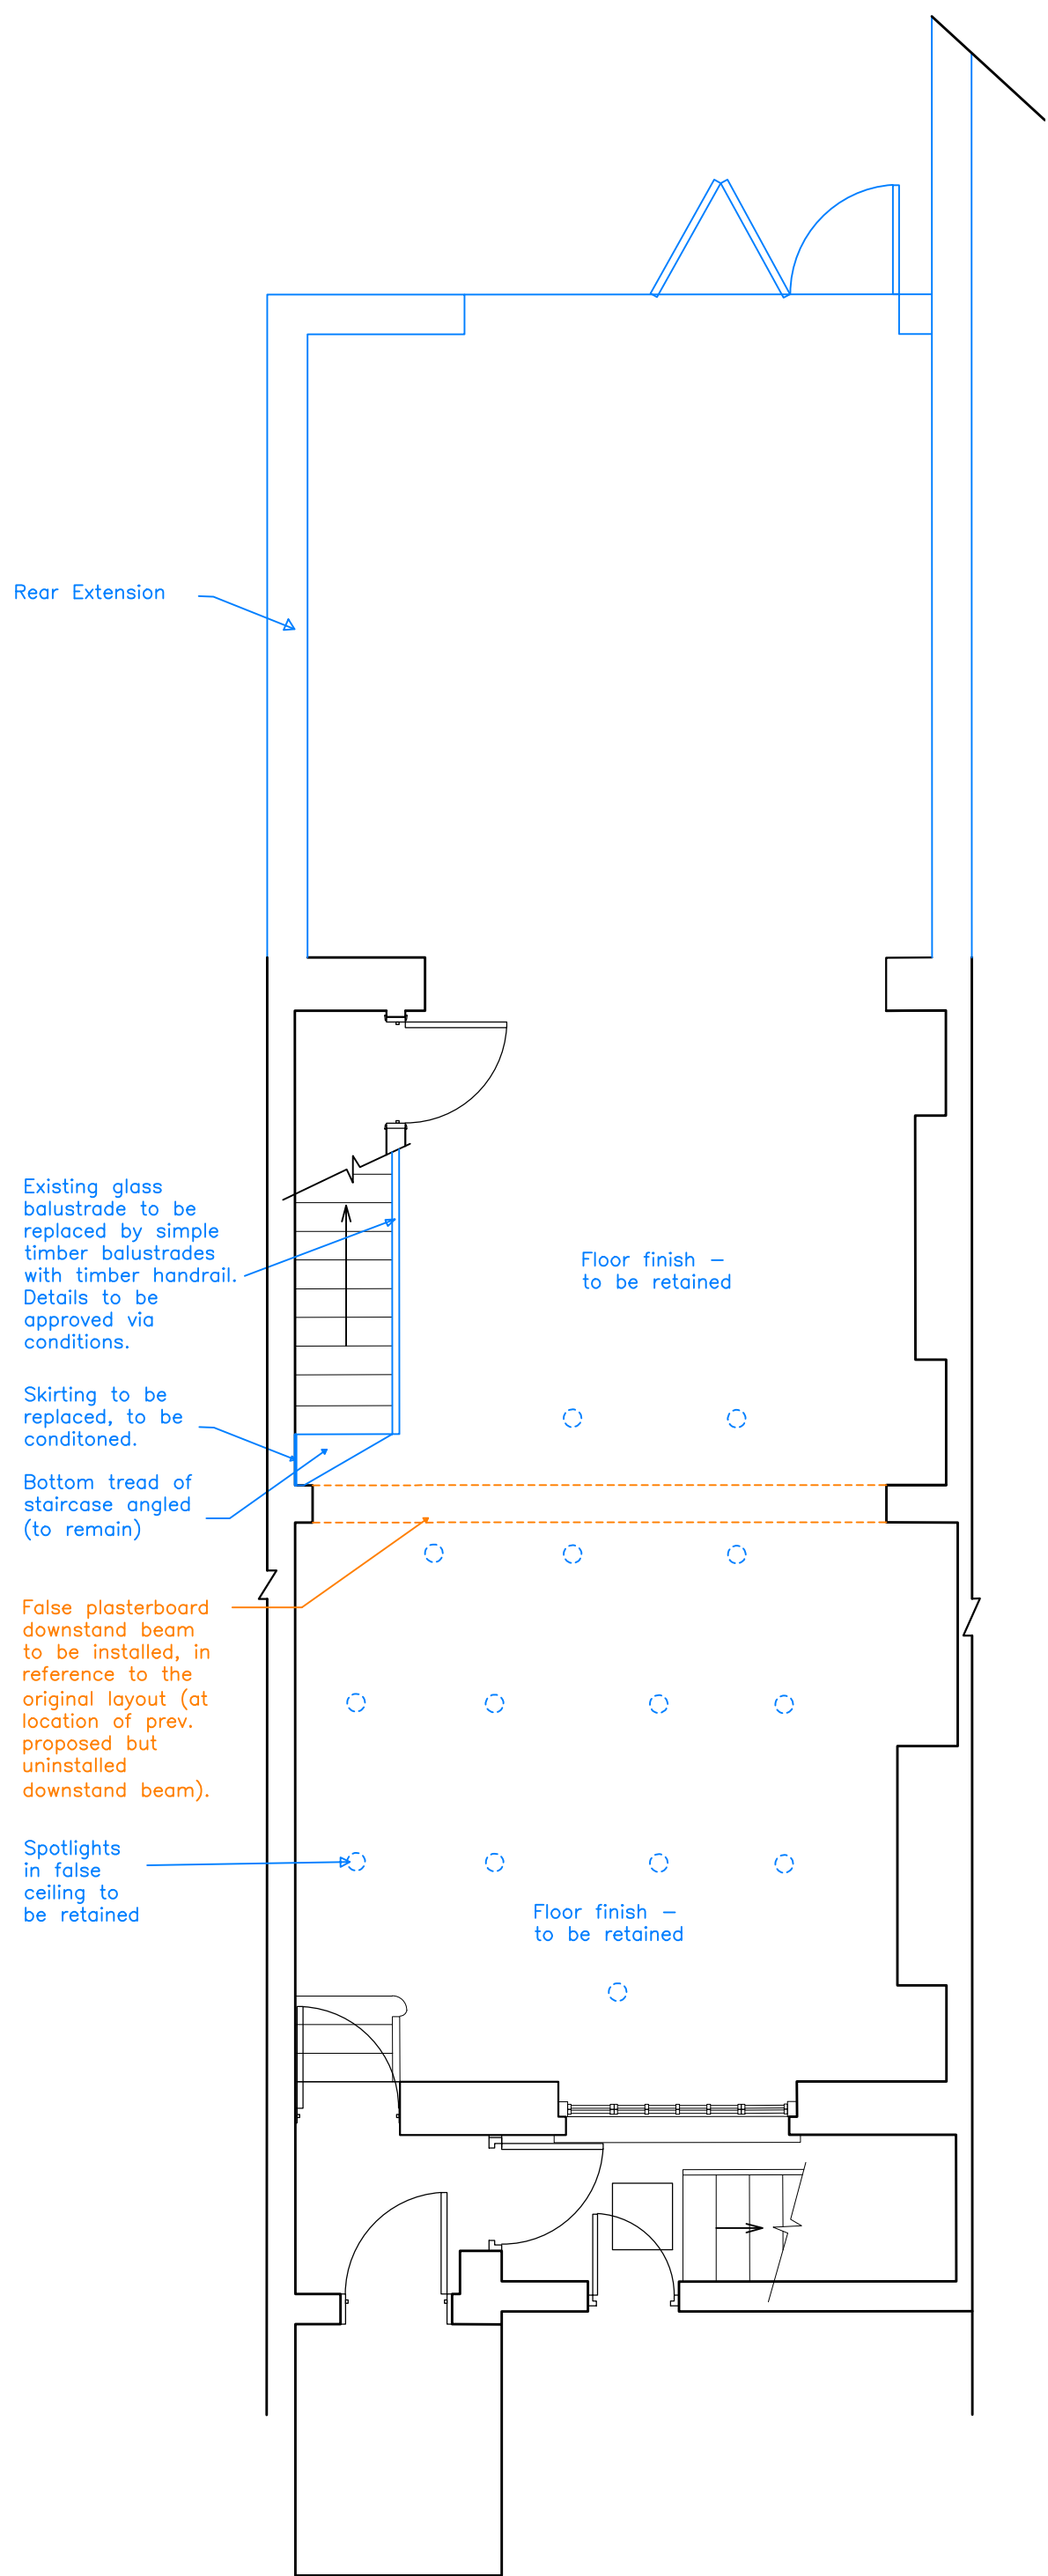 Rear Extension
Existing glass
balustrade to be
replaced by simple
timber balustrades
with timber handrail.
Details to be
approved via
conditions.
Floor finish –
to be retained
Skirting to be
replaced, to be
conditoned.
Bottom tread of
staircase angled
(to remain)
False plasterboard
downstand beam
to be installed, in
reference to the
original layout (at
location of prev.
proposed but
uninstalled
downstand beam).
Spotlights
in false
ceiling to
be retained
Floor finish –
to be retained